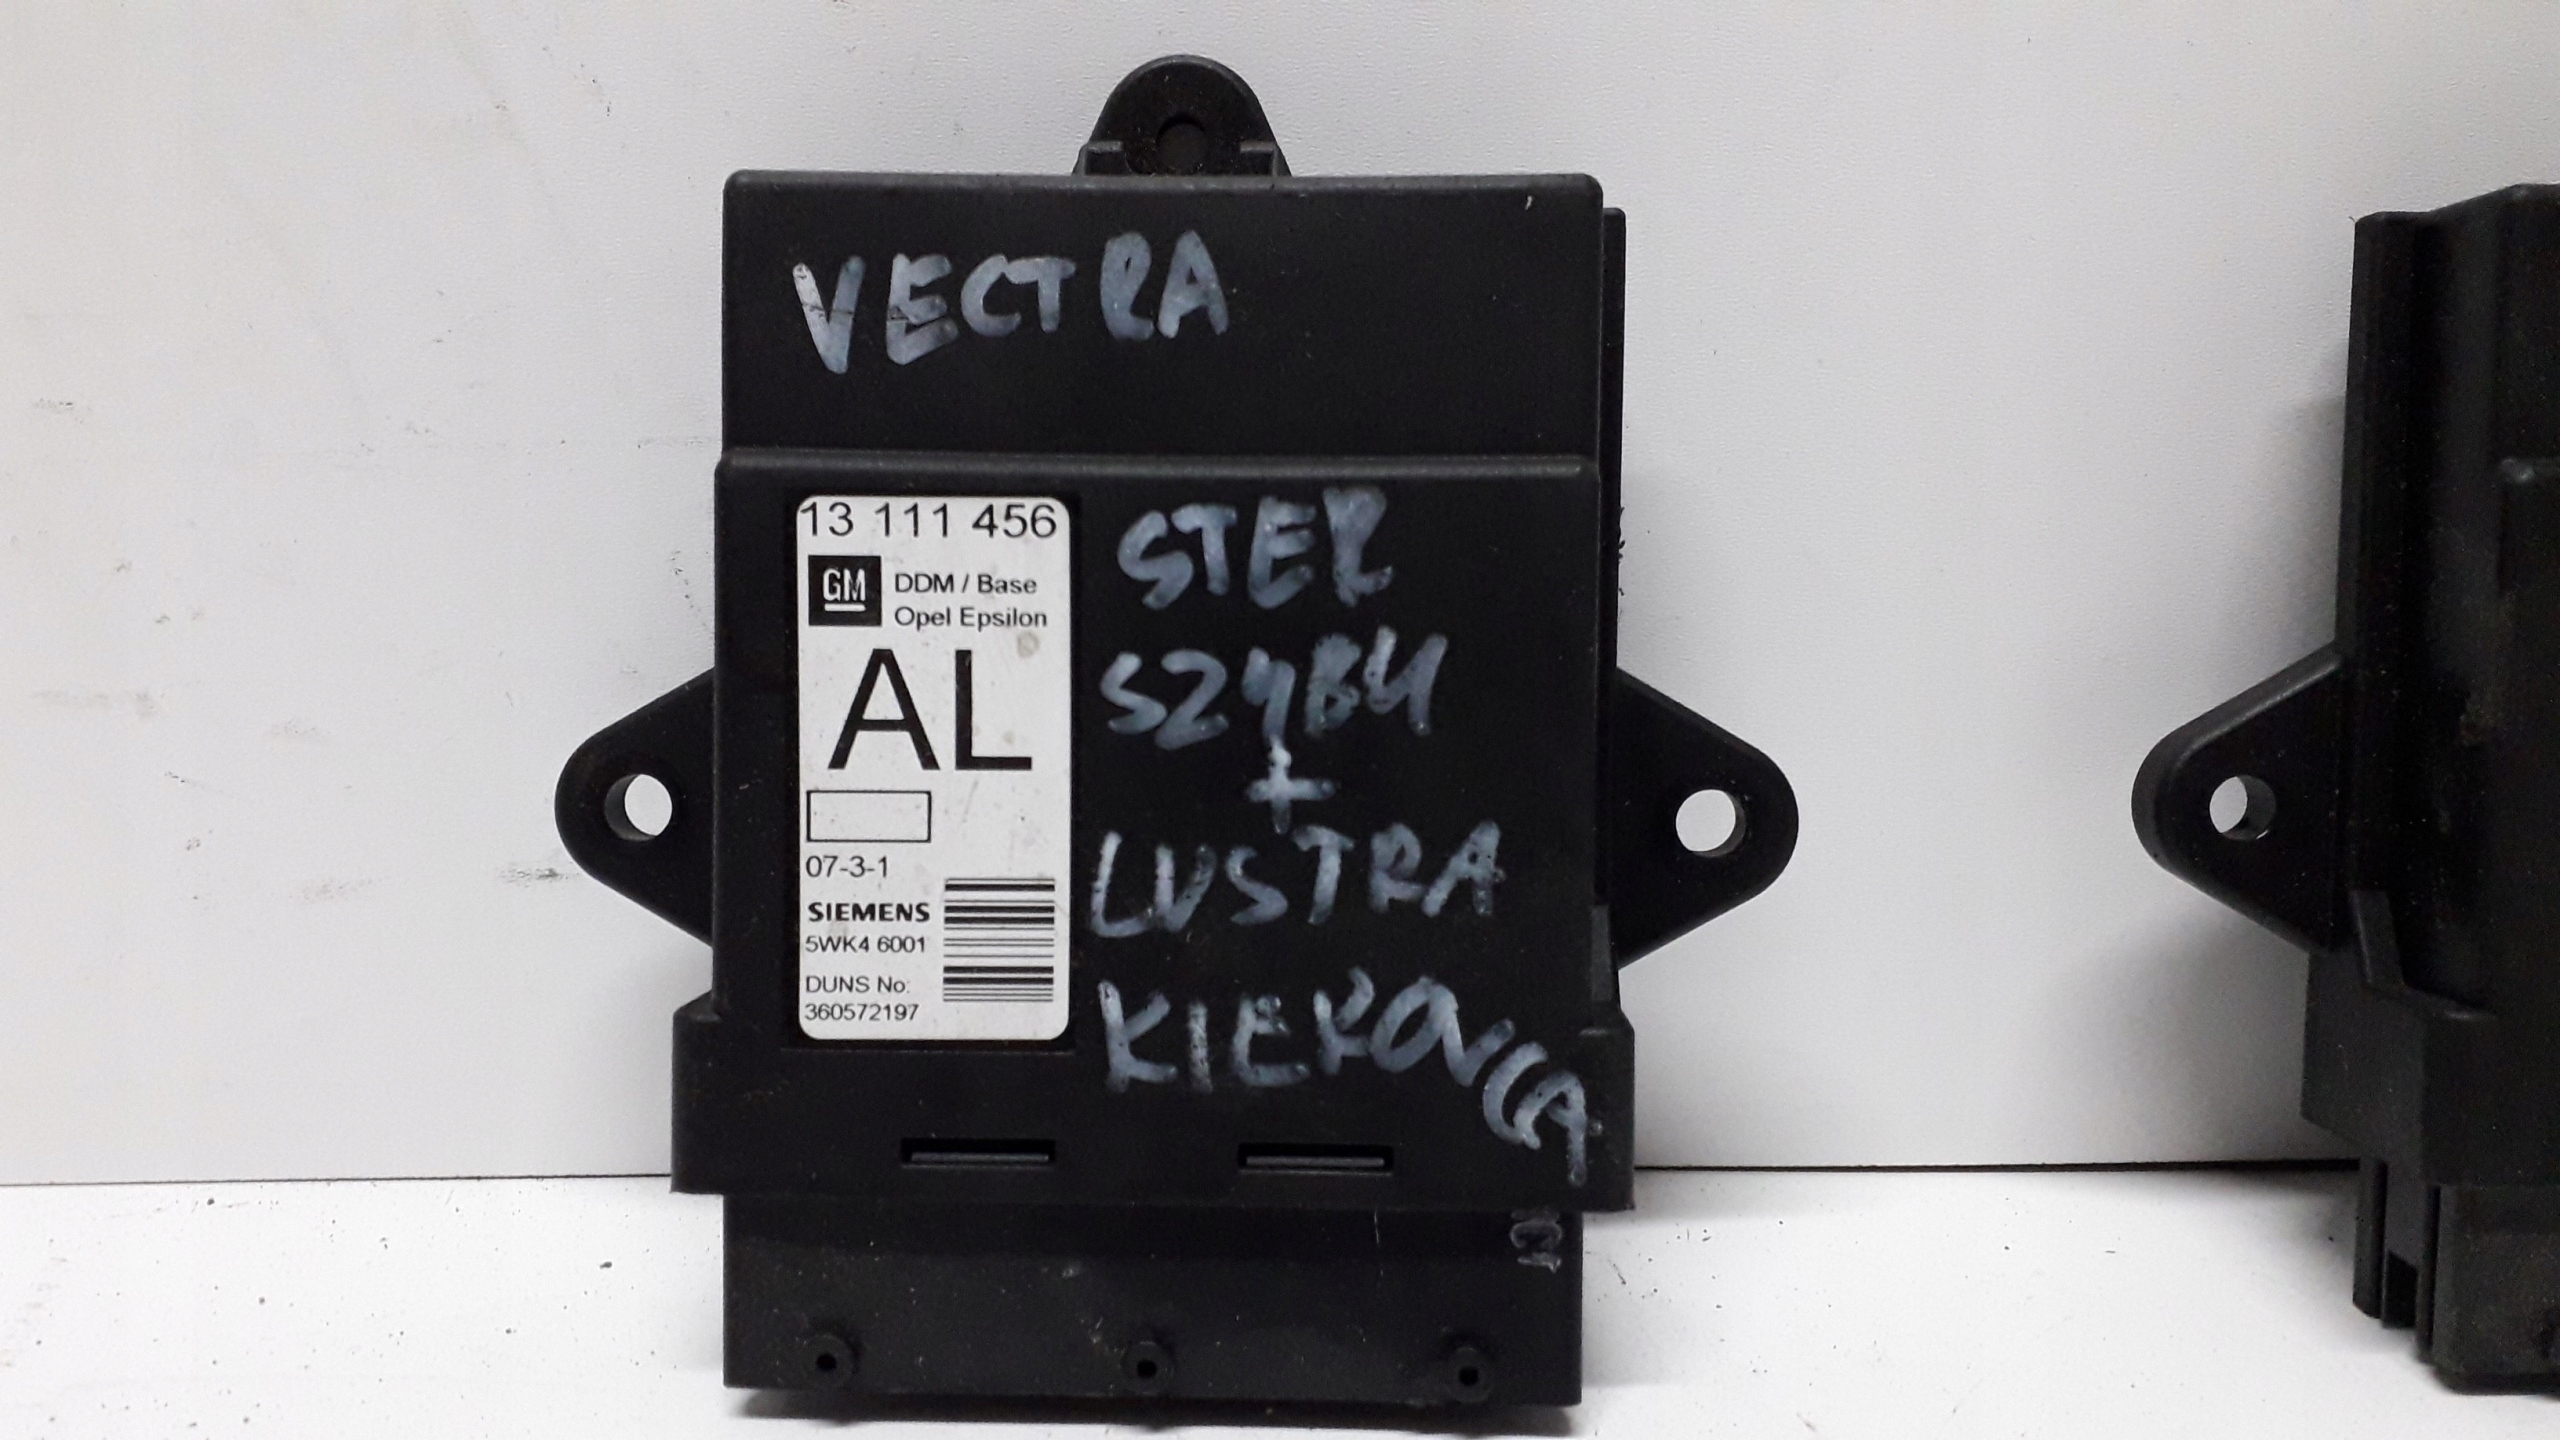 VECTRA
13 111 456
GM
DDM / Base
Opel Epsilon
AL
07-3-1
SIEMENS
5WK4 6001
DUNS No:
360572197
STER
SZYBY
+
LUSTRA
KIEROWCA